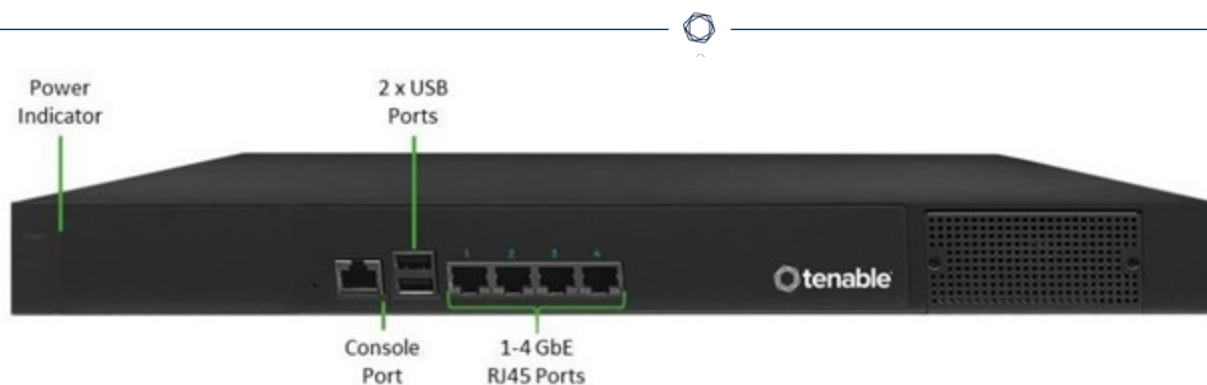 Power
Indicator
2 x USB
Ports
1 2 3 4
tenable
Console
Port
1-4 GbE
RJ45 Ports